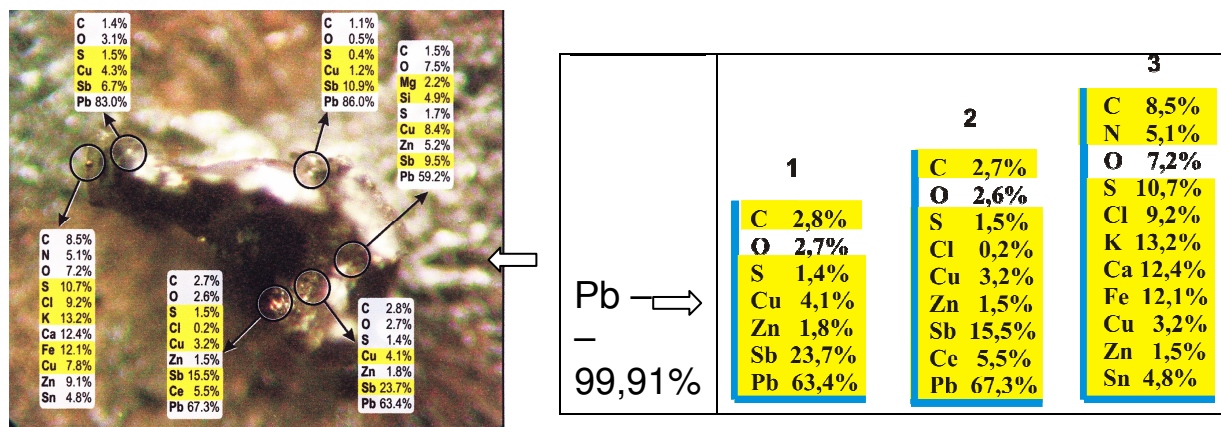 C 1.4%
O 3.1%
S 1.5%
Cu 4.3%
Sb 6.7%
Pb 83.0%
C 1.1%
O 0.5%
S 0.4%
Cu 1.2%
Sb 10.9%
Pb 86.0%
C 1.5%
O 7.5%
Mg 2.2%
Si 4.9%
S 1.7%
Cu 8.4%
Zn 5.2%
Sb 9.5%
Pb 59.2%
C 8.5%
N 5.1%
O 7.2%
S 10.7%
Cl 9.2%
K 13.2%
Ca 12.4%
Fe 12.1%
Cu 7.8%
Zn 9.1%
Sn 4.8%
C 2.7%
O 2.6%
S 1.5%
Cl 0.2%
Cu 3.2%
Zn 1.5%
Sb 15.5%
Ce 5.5%
Pb 67.3%
C 2.8%
O 2.7%
S 1.4%
Cu 4.1%
Zn 1.8%
Sb 23.7%
Pb 63.4%
Pb –
–
99,91%
1
C 2,8%
O 2,7%
S 1,4%
Cu 4,1%
Zn 1,8%
Sb 23,7%
Pb 63,4%
2
C 2,7%
O 2,6%
S 1,5%
Cl 0,2%
Cu 3,2%
Zn 1,5%
Sb 15,5%
Ce 5,5%
Pb 67,3%
3
C 8,5%
N 5,1%
O 7,2%
S 10,7%
Cl 9,2%
K 13,2%
Ca 12,4%
Fe 12,1%
Cu 3,2%
Zn 1,5%
Sn 4,8%